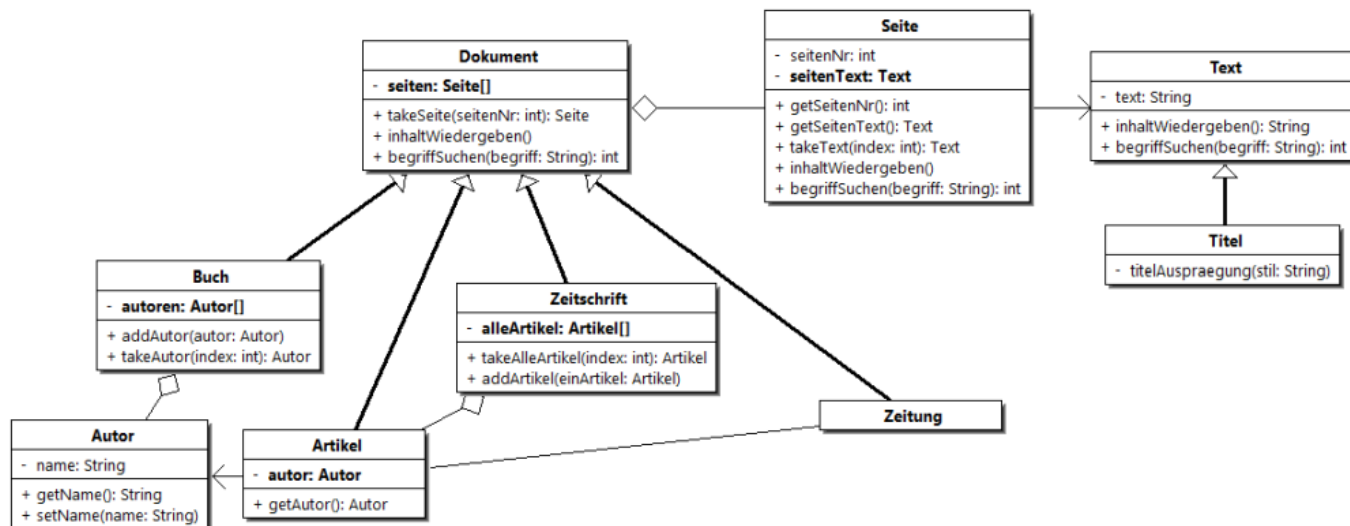 Dokument
- seiten: Seite[]
+ takeSeite(seitenNr: int): Seite
+ inhaltWiedergeben()
+ begriffSuchen(begriff: String): int
Seite
- seitenNr: int
- seitenText: Text
+ getSeitenNr(): int
+ getSeitenText(): Text
+ takeText(index: int): Text
+ inhaltWiedergeben()
+ begriffSuchen(begriff: String): int
Text
- text: String
+ inhaltWiedergeben(): String
+ begriffSuchen(begriff: String): int
Titel
- titelAuspraegung(stil: String)
Buch
- autoren: Autor[]
+ addAutor(autor: Autor)
+ takeAutor(index: int): Autor
Zeitschrift
- alleArtikel: Artikel[]
+ takeAlleArtikel(index: int): Artikel
+ addArtikel(einArtikel: Artikel)
Zeitung
Autor
- name: String
+ getName(): String
+ setName(name: String)
Artikel
- autor: Autor
+ getAutor(): Autor